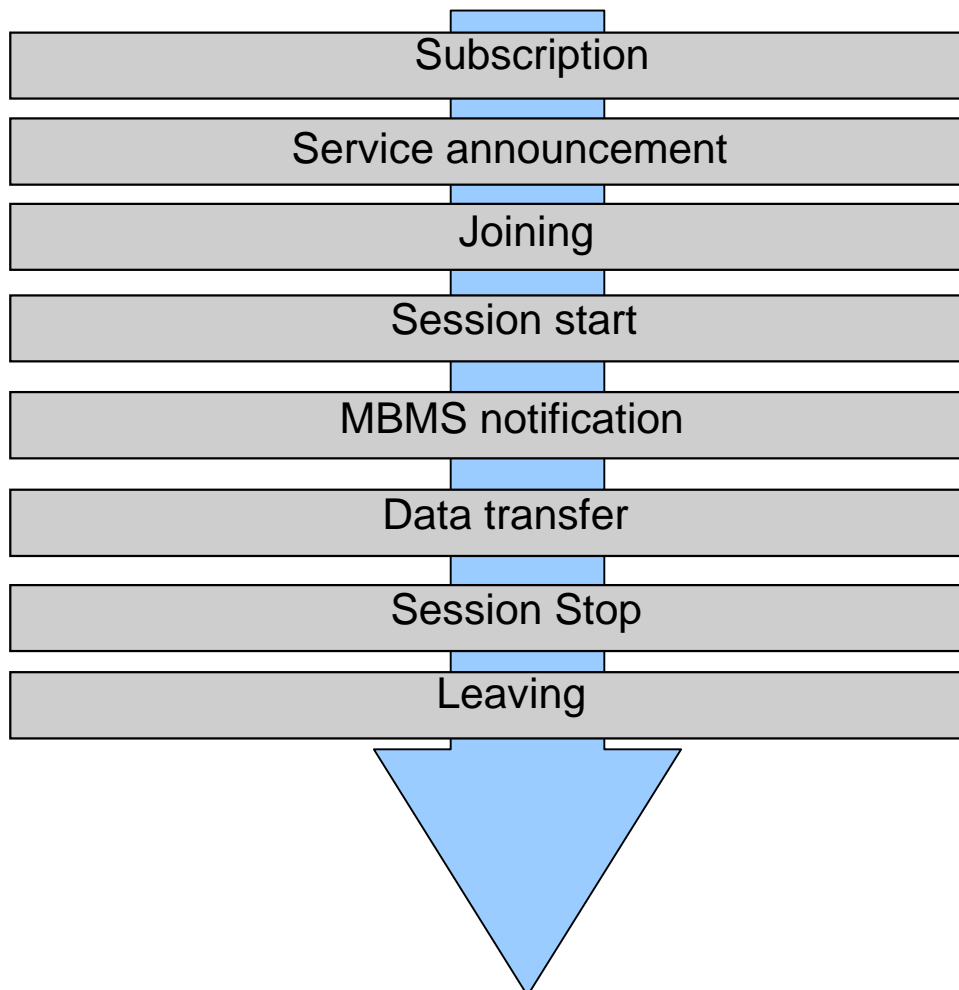 Subscription
Service announcement
Joining
Session start
MBMS notification
Data transfer
Session Stop
Leaving